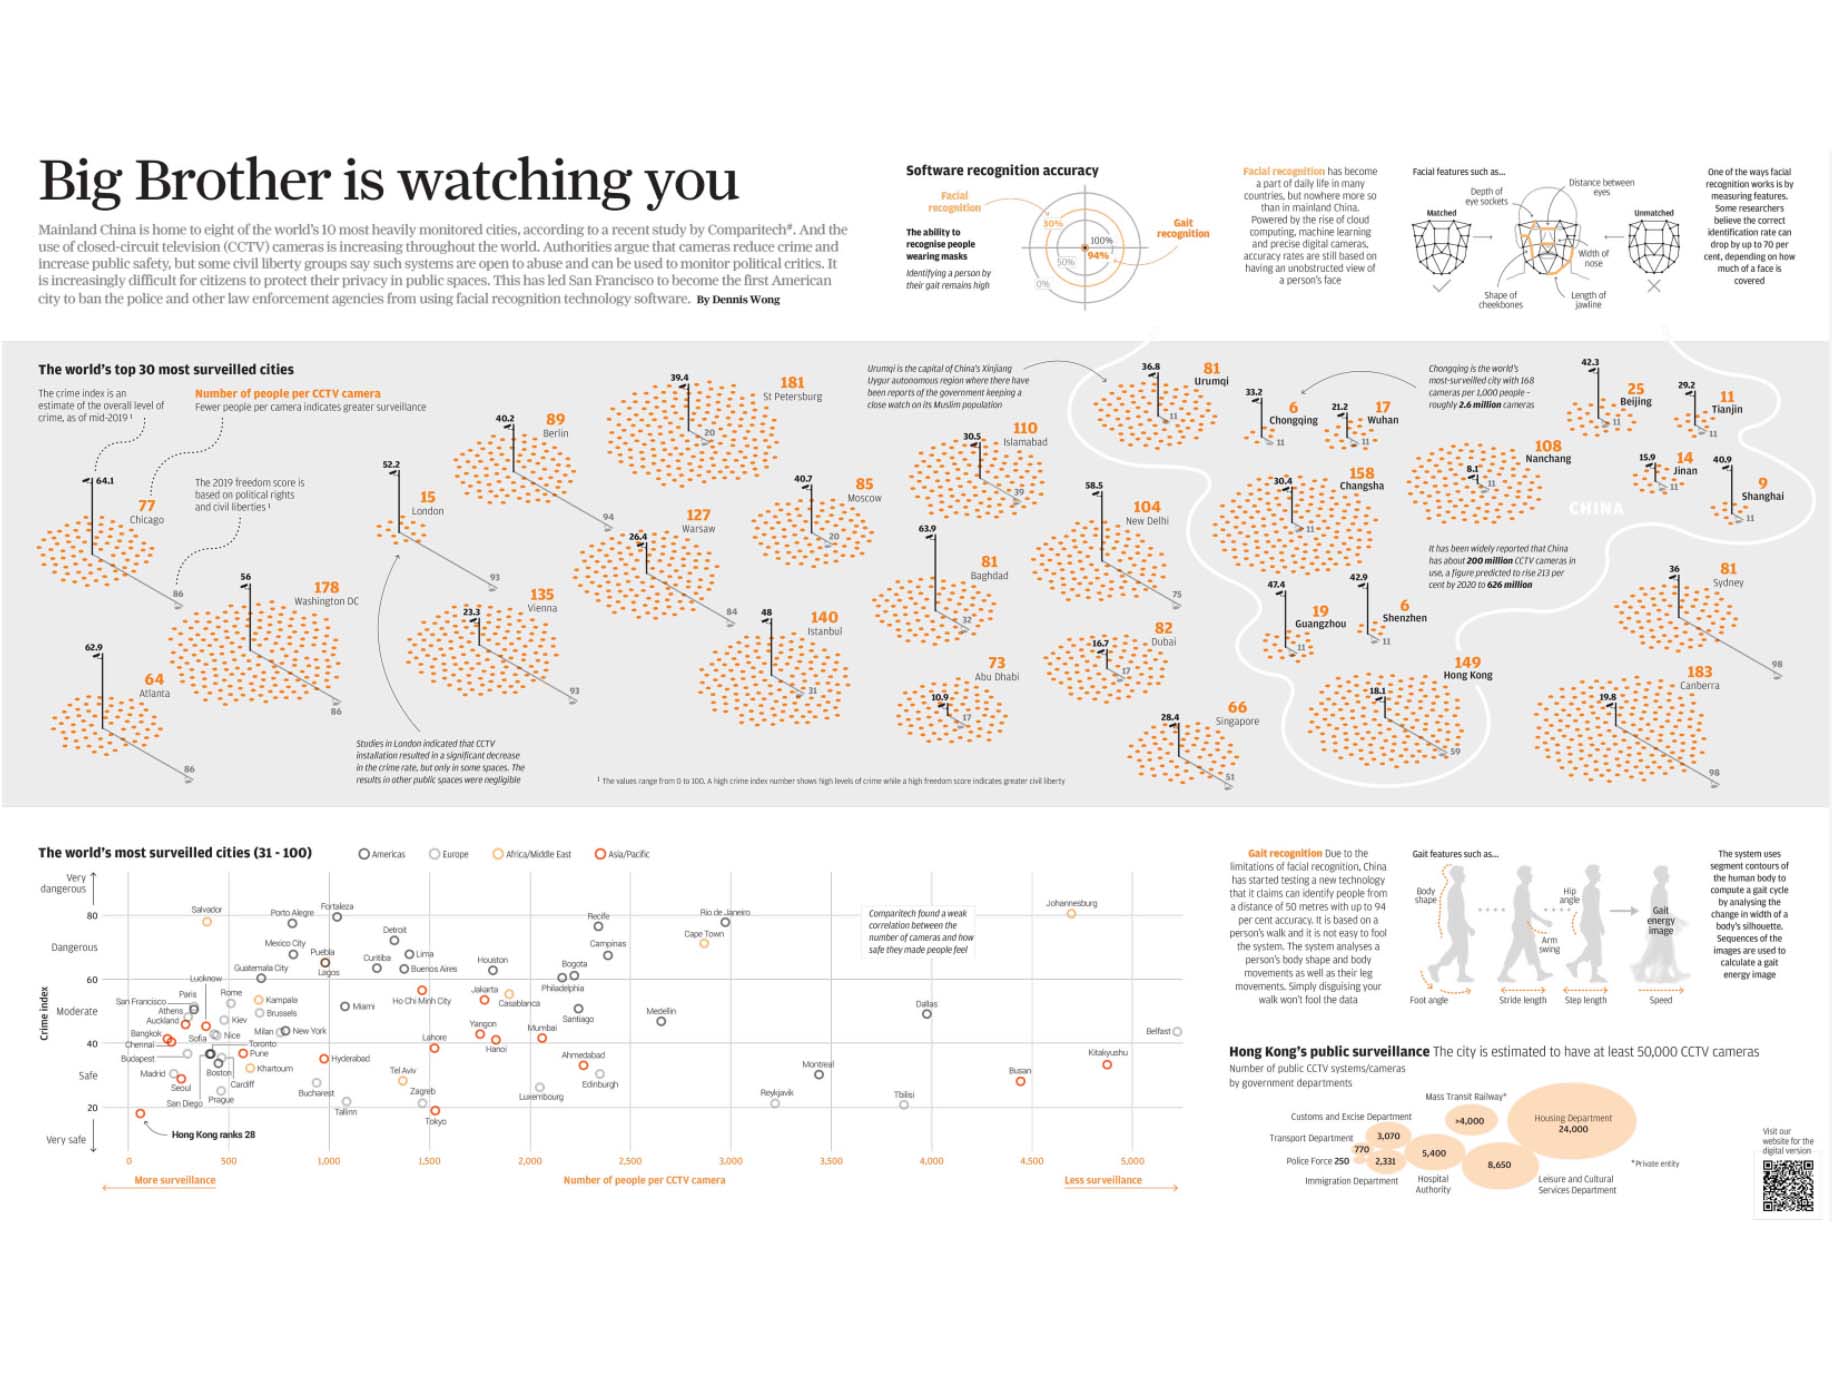 Big Brother is watching you
Mainland China is home to eight of the world's 10 most heavily monitored cities, according to a recent study by Comparitech#. And the
use of closed-circuit television (CCTV) cameras is increasing throughout the world. Authorities argue that cameras reduce crime and
increase public safety, but some civil liberty groups say such systems are open to abuse and can be used to monitor political critics. It
is increasingly difficult for citizens to protect their privacy in public spaces. This has led San Francisco to become the first American
city to ban the police and other law enforcement agencies from using facial recognition technology software. By Dennis Wong
Software recognition accuracy
Facial
recognition
The ability to
recognise people
wearing masks
Identifying a person by
their gait remains high
30%
100%
94%
50%
0%
Gait
recognition
Facial recognition has become
a part of daily life in many
countries, but nowhere more so
than in mainland China.
Powered by the rise of cloud
computing, machine learning
and precise digital cameras,
accuracy rates are still based on
having an unobstructed view of
a person's face
Facial features such as...
Matched
Depth of
eye sockets
Distance between
eyes
Unmatched
Width of
nose
Shape of
cheekbones
Length of
jawline
One of the ways facial
recognition works is by
measuring features.
Some researchers
believe the correct
identification rate can
drop by up to 70 per
cent, depending on how
much of a face is
covered
The world's top 30 most surveilled cities
The crime index is an
estimate of the overall level of
crime, as of mid-2019 1
Number of people per CCTV camera
Fewer people per camera indicates greater surveillance
The 2019 freedom score is
based on political rights
and civil liberties 1
64.1
77
Chicago
86
62.9
64
Atlanta
86
56
178
Washington DC
86
52.2
15
London
93
40.2
89
Berlin
94
23.3
135
Vienna
93
39.4
181
St Petersburg
20
26.4
127
Warsaw
84
40.7
85
Moscow
20
48
140
Istanbul
31
Studies in London indicated that CCTV
installation resulted in a significant decrease
in the crime rate, but only in some spaces. The
results in other public spaces were negligible
1 The values range from 0 to 100. A high crime index number shows high levels of crime while a high freedom score indicates greater civil liberty
Urumqi is the capital of China's Xinjiang
Uygur autonomous region where there have
been reports of the government keeping a
close watch on its Muslim population
30.5
110
Islamabad
39
63.9
81
Baghdad
32
10.9
73
Abu Dhabi
17
58.5
104
New Delhi
75
16.7
82
Dubai
17
28.4
66
Singapore
51
36.8
81
Urumqi
11
33.2
6
Chongqing
11
21.2
17
Wuhan
11
Chongqing is the world's
most-surveilled city with 168
cameras per 1,000 people –
roughly 2.6 million cameras
42.3
25
Beijing
11
29.2
11
Tianjin
11
30.4
158
Changsha
11
8.1
108
Nanchang
11
15.9
14
Jinan
11
40.9
9
Shanghai
11
CHINA
It has been widely reported that China
has about 200 million CCTV cameras in
use, a figure predicted to rise 213 per
cent by 2020 to 626 million
47.4
19
Guangzhou
11
42.9
6
Shenzhen
11
18.1
149
Hong Kong
59
36
81
Sydney
98
19.8
183
Canberra
98
The world's most surveilled cities (31 - 100)
Americas
Europe
Africa/Middle East
Asia/Pacific
Crime index
Very
dangerous
80
Dangerous
60
Moderate
40
Safe
20
Very safe
Salvador
Porto Alegre
Fortaleza
Mexico City
Puebla
Lagos
Guatemala City
Detroit
Curitiba
Lima
Buenos Aires
Houston
Recife
Campinas
Bogota
Philadelphia
Rio de Janeiro
Cape Town
Comparitech found a weak
correlation between the
number of cameras and how
safe they made people feel
Johannesburg
Lucknow
Paris
San Francisco
Athens
Auckland
Bangkok
Chennai
Budapest
Madrid
Seoul
San Diego
Prague
Rome
Kiev
Sofia
Nice
Toronto
Boston
Cardiff
Kampala
Brussels
Milan
New York
Pune
Khartoum
Miami
Hyderabad
Bucharest
Tallinn
Ho Chi Minh City
Jakarta
Casablanca
Yangon
Hanoi
Lahore
Mumbai
Santiago
Medellin
Ahmedabad
Edinburgh
Luxembourg
Tel Aviv
Zagreb
Tokyo
Dallas
Montreal
Reykjavik
Tbilisi
Busan
Kitakyushu
Belfast
Hong Kong ranks 28
0
500
1,000
1,500
2,000
2,500
3,000
3,500
4,000
4,500
5,000
More surveillance
Number of people per CCTV camera
Less surveillance
Gait recognition Due to the
limitations of facial recognition, China
has started testing a new technology
that it claims can identify people from
a distance of 50 metres with up to 94
per cent accuracy. It is based on a
person's walk and it is not easy to fool
the system. The system analyses a
person's body shape and body
movements as well as their leg
movements. Simply disguising your
walk won't fool the data
Gait features such as...
Body
shape
Hip
angle
Arm
swing
Gait
energy
image
Foot angle
Stride length
Step length
Speed
The system uses
segment contours of
the human body to
compute a gait cycle
by analysing the
change in width of a
body's silhouette.
Sequences of the
images are used to
calculate a gait
energy image
Hong Kong's public surveillance The city is estimated to have at least 50,000 CCTV cameras
Number of public CCTV systems/cameras
by government departments
Mass Transit Railway*
>4,000
Housing Department
24,000
Customs and Excise Department
3,070
Transport Department
770
Police Force 250
2,331
Immigration Department
5,400
Hospital
Authority
8,650
Leisure and Cultural
Services Department
*Private entity
Visit our
website for the
digital version